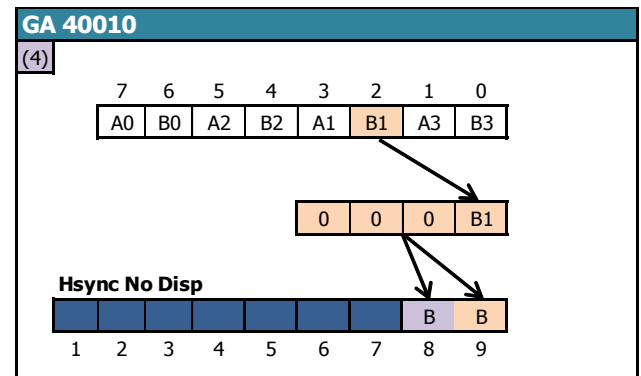 GA 40010
(4)
7 6 5 4 3 2 1 0
A0 B0 A2 B2 A1 B1 A3 B3
0 0 0 B1
Hsync No Disp
B B
1 2 3 4 5 6 7 8 9